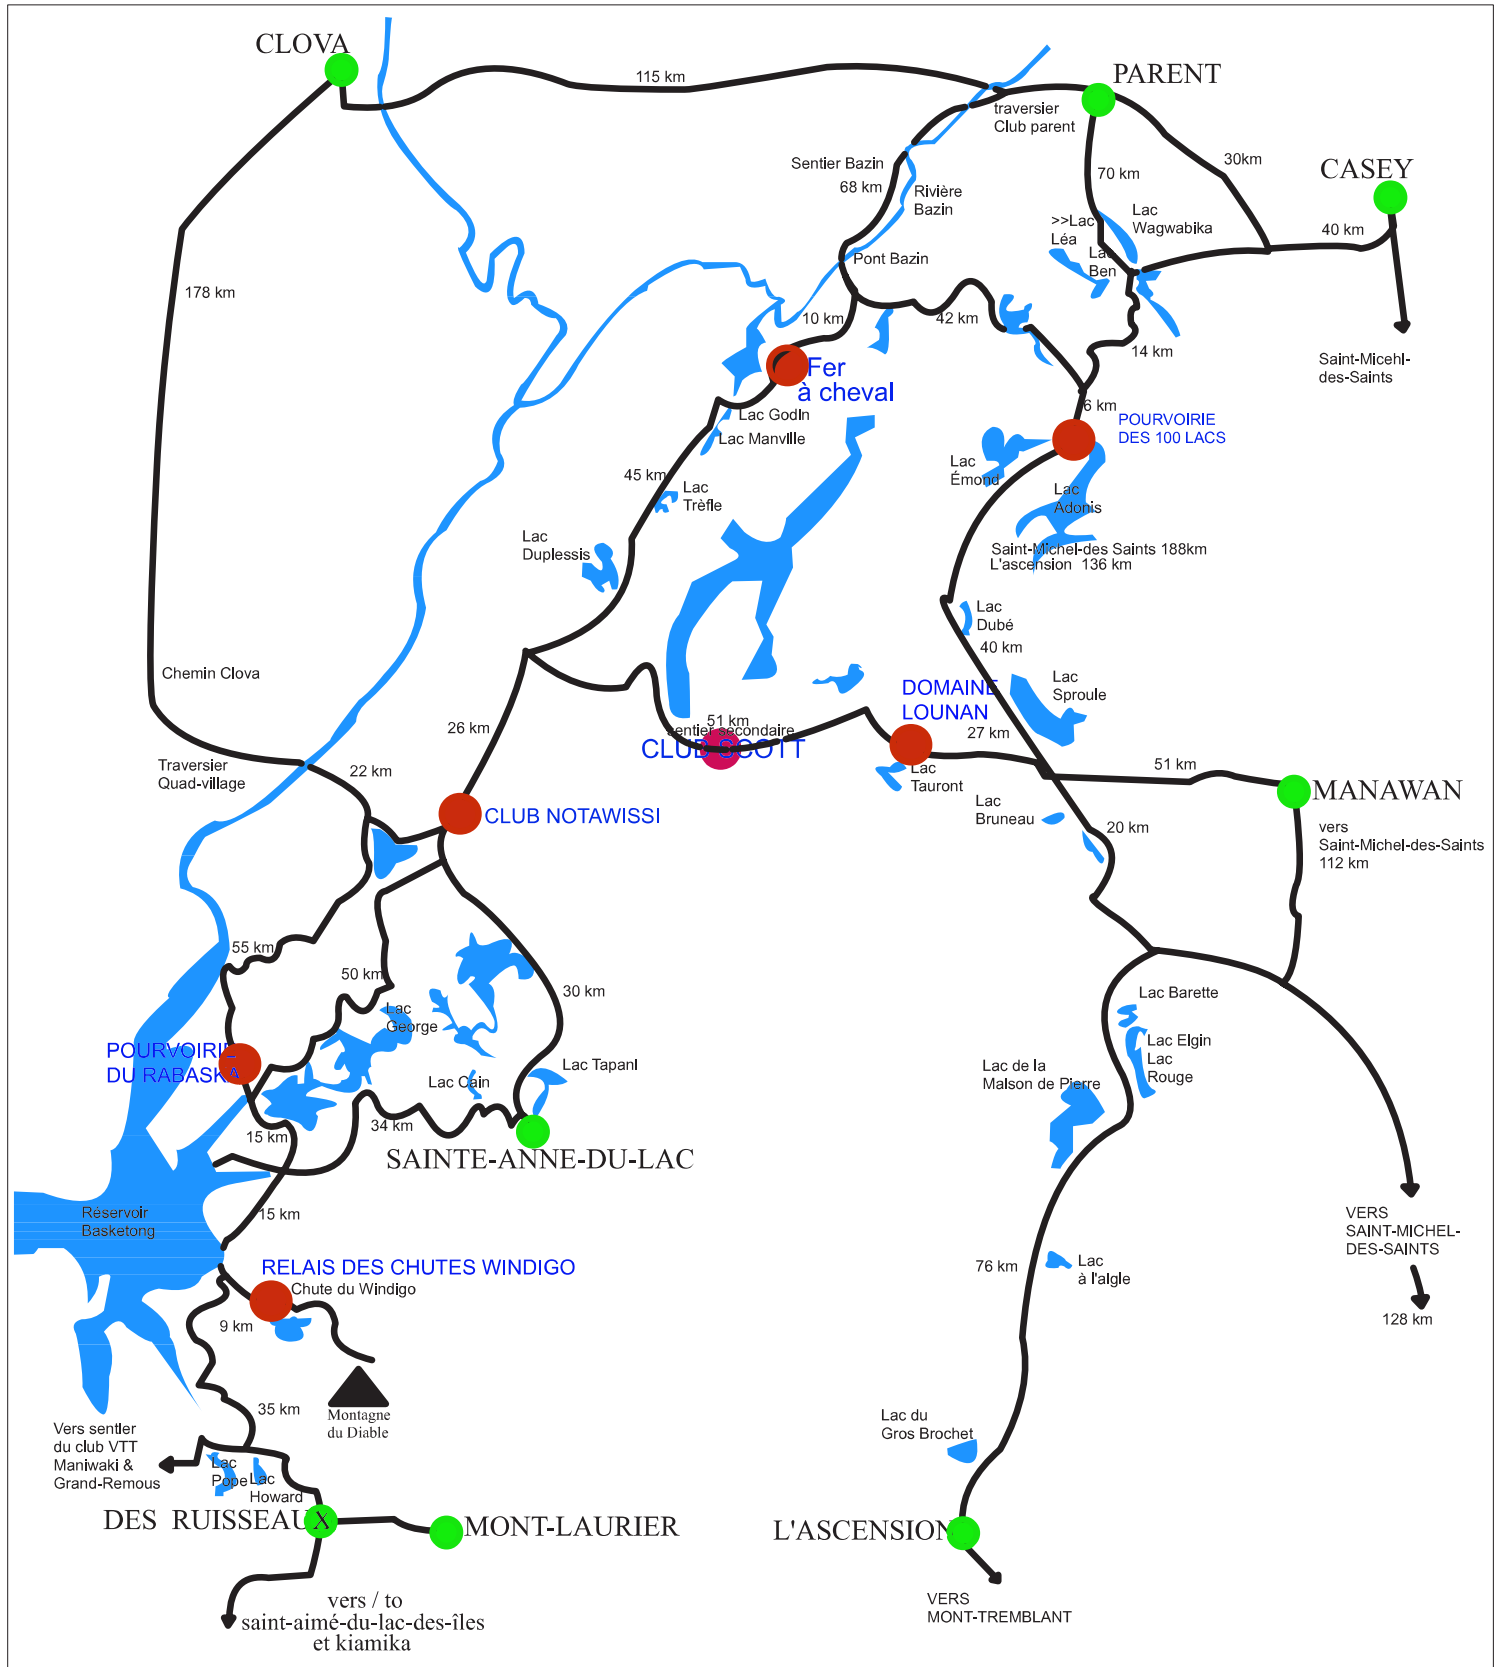 CLOVA
115 km
PARENT
traversier
Club parent
Sentier Bazin
68 km
Rivière
Bazin
70 km
30km
CASEY
>>Lac
Léa
Lac
Wagwabika
Lac
Ben
40 km
Pont Bazin
178 km
10 km
42 km
14 km
Saint-Micehl-
des-Saints
Fer
à cheval
6 km
POURVOIRIE
DES 100 LACS
Lac Godin
Lac Manville
45 km
Lac
Trèfle
Lac
Émond
Lac
Adonis
Lac
Duplessis
Saint-Michel-des Saints 188km
L'ascension 136 km
Lac
Dubé
40 km
Chemin Clova
DOMAINE
LOUNAN
Lac
Sproule
26 km
51 km
sentier secondaire
CLUB SCOTT
27 km
Traversier
Quad-village
22 km
Lac
Tauront
51 km
MANAWAN
CLUB NOTAWISSI
Lac
Bruneau
20 km
vers
Saint-Michel-des-Saints
112 km
55 km
50 km
30 km
Lac
George
Lac Barette
Lac Elgin
Lac
Rouge
POURVOIRIE
DU RABASKA
Lac Cain
Lac Tapani
Lac de la
Maison de Pierre
15 km
34 km
SAINTE-ANNE-DU-LAC
Réservoir
Basketong
15 km
VERS
SAINT-MICHEL-
DES-SAINTS
RELAIS DES CHUTES WINDIGO
Chute du Windigo
76 km
Lac
à l'aigle
9 km
128 km
35 km
Montagne
du Diable
Lac du
Gros Brochet
Vers sentier
du club VTT
Maniwaki &
Grand-Remous
Lac
Pope
Lac
Howard
DES RUISSEAUX
MONT-LAURIER
L'ASCENSION
vers / to
saint-aimé-du-lac-des-îles
et kiamika
VERS
MONT-TREMBLANT